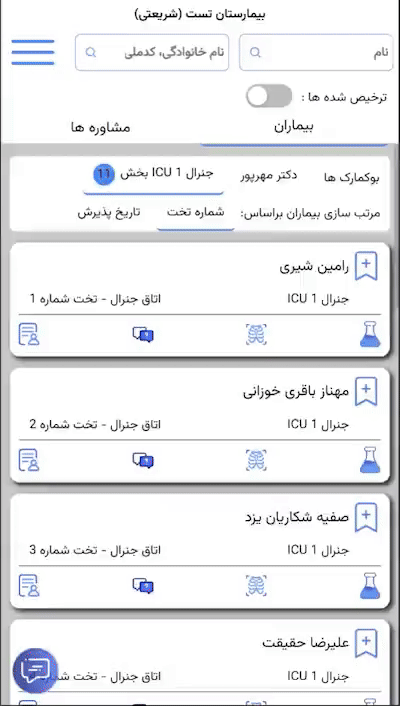 بیمارستان تست (شریعتی)
نام
نام خانوادگی، کدملی
ترخیص شده ها :
بیماران
مشاوره ها
بوکمارک ها
دکتر مهرپور
جنرال ICU 1 بخش 11
مرتب سازی بیماران براساس:
شماره تخت
تاریخ پذیرش
رامین شیری
جنرال ICU 1
اتاق جنرال - تخت شماره 1
مهناز باقری خوزانی
جنرال ICU 1
اتاق جنرال - تخت شماره 2
صفیه شکاریان یزد
جنرال ICU 1
اتاق جنرال - تخت شماره 3
علیرضا حقیقت
جنرال ICU 1
اتاق جنرال - تخت شماره